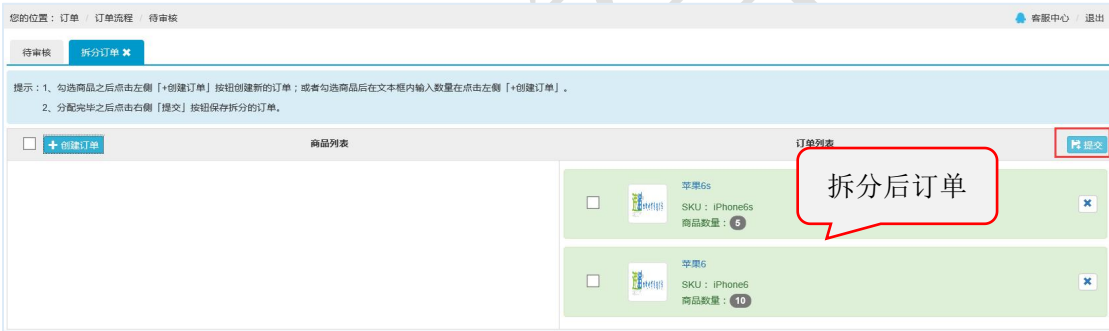 您的位置： 订单 / 订单流程 / 待审核
客服中心 / 退出
待审核
拆分订单
提示：1、勾选商品之后点击左侧「+创建订单」按钮创建新的订单；或者勾选商品后在文本框内输入数量在点击左侧「+创建订单」。
2、分配完毕之后点击右侧「提交」按钮保存拆分的订单。
+ 创建订单
商品列表
订单列表
提交
拆分后订单
苹果6s
SKU： iPhone6s
商品数量： 5
苹果6
SKU： iPhone6
商品数量： 10